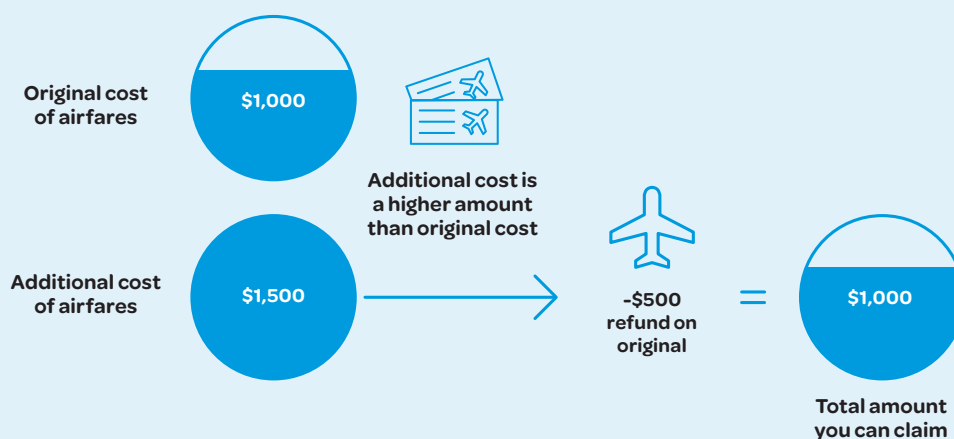 Original cost
of airfares
$1,000
Additional cost is
a higher amount
than original cost
Additional cost
of airfares
$1,500
-$500
refund on
original
=
$1,000
Total amount
you can claim